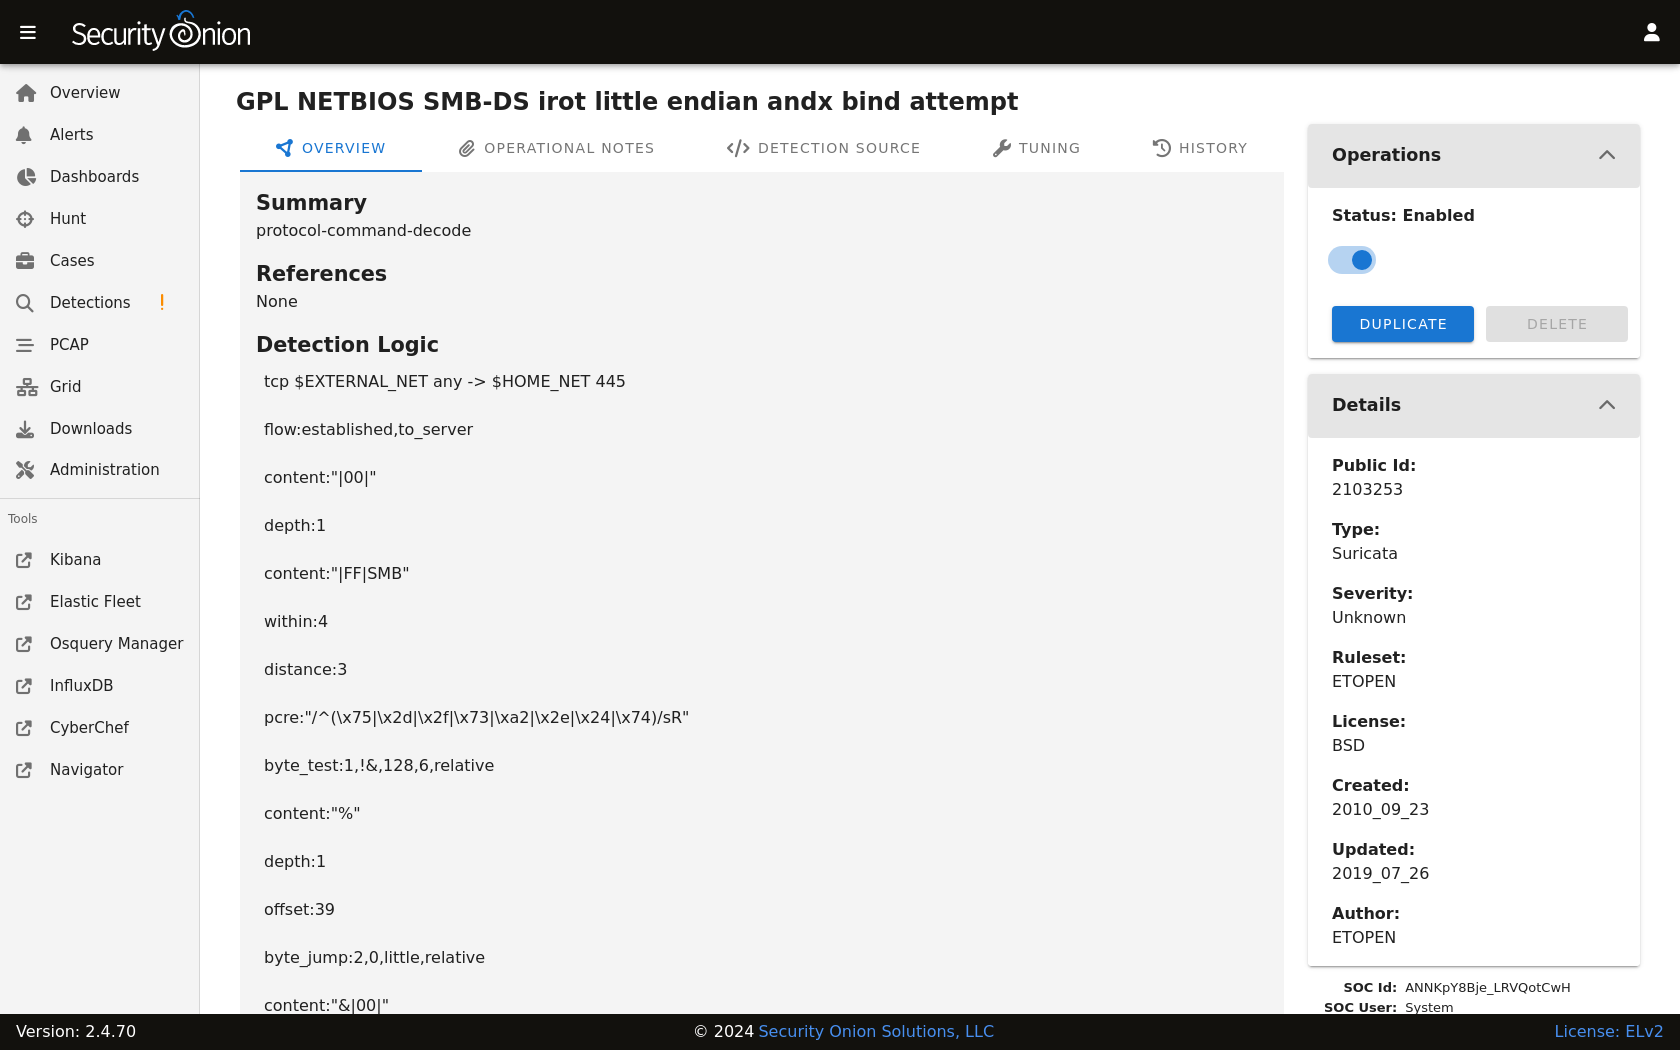 Security Onion
Overview
Alerts
Dashboards
Hunt
Cases
Detections !
PCAP
Grid
Downloads
Administration
Tools
Kibana
Elastic Fleet
Osquery Manager
InfluxDB
CyberChef
Navigator
GPL NETBIOS SMB-DS irot little endian andx bind attempt
OVERVIEW OPERATIONAL NOTES DETECTION SOURCE TUNING HISTORY
Summary
protocol-command-decode
References
None
Detection Logic
tcp $EXTERNAL_NET any -> $HOME_NET 445
flow:established,to_server
content:"|00|"
depth:1
content:"|FF|SMB"
within:4
distance:3
pcre:"/^(\x75|\x2d|\x2f|\x73|\xa2|\x2e|\x24|\x74)/sR"
byte_test:1,!&,128,6,relative
content:"%"
depth:1
offset:39
byte_jump:2,0,little,relative
content:"&|00|"
Operations
Status: Enabled
DUPLICATE DELETE
Details
Public Id:
2103253
Type:
Suricata
Severity:
Unknown
Ruleset:
ETOPEN
License:
BSD
Created:
2010_09_23
Updated:
2019_07_26
Author:
ETOPEN
SOC Id: ANNKpY8Bje_LRVQotCwH
SOC User: System
Version: 2.4.70 © 2024 Security Onion Solutions, LLC License: ELv2